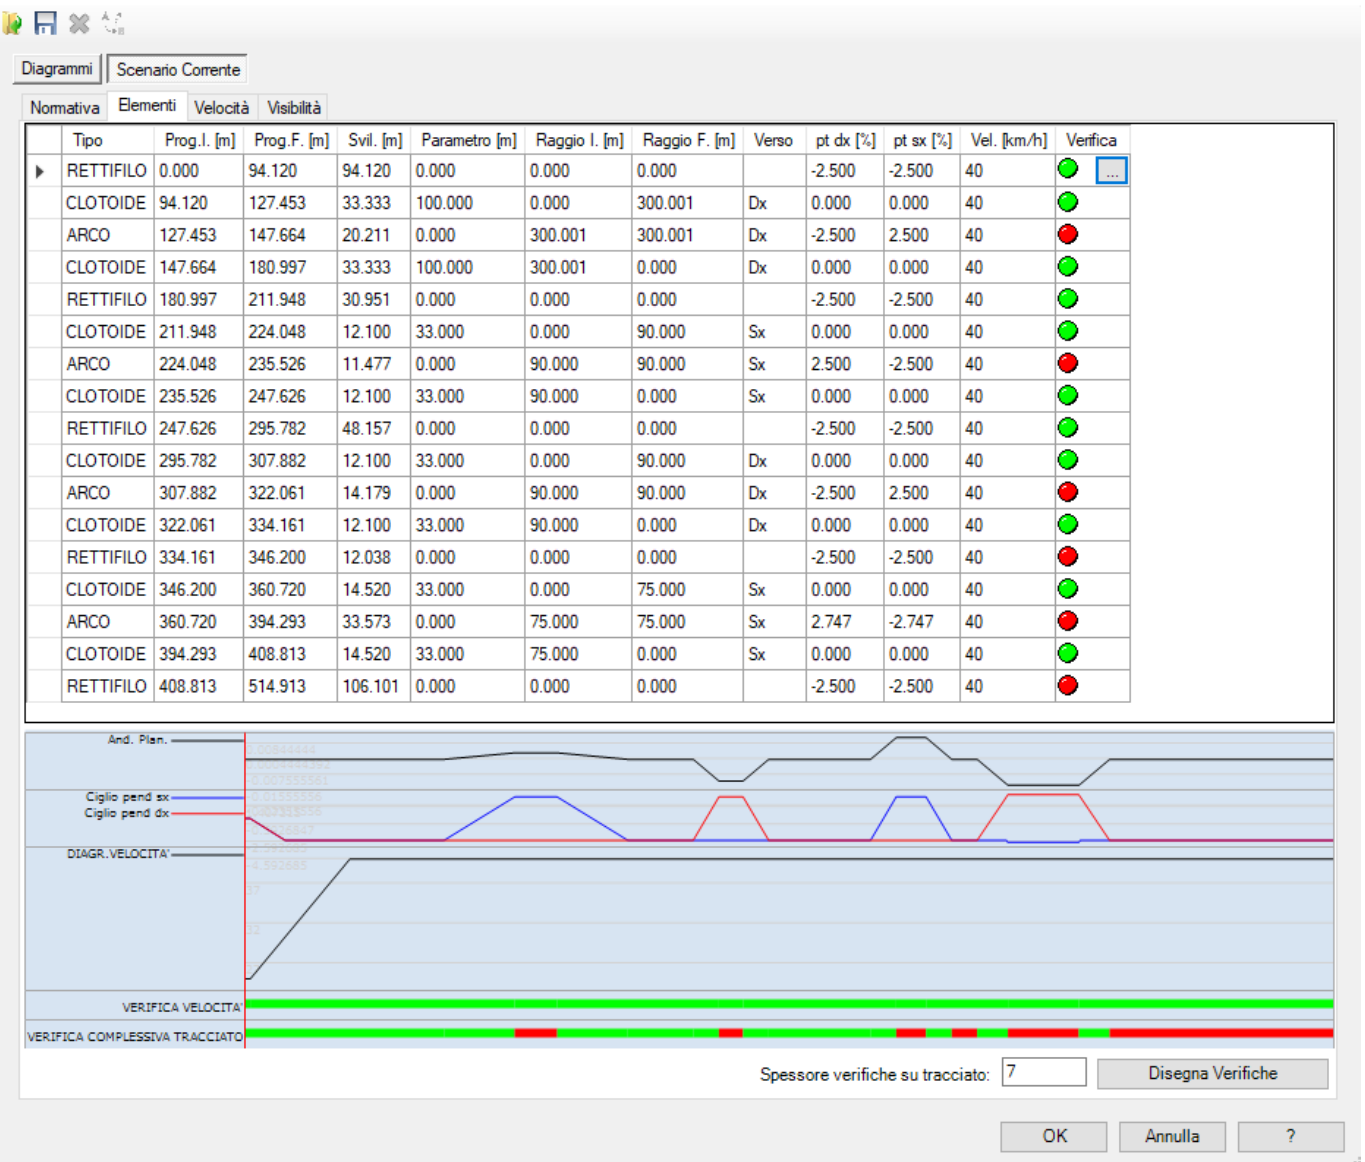 Diagrammi Scenario Corrente
Normativa Elementi Velocità Visibilità
Tipo Prog.I. [m] Prog.F. [m] Svil. [m] Parametro [m] Raggio I. [m] Raggio F. [m] Verso pt dx [%] pt sx [%] Vel. [km/h] Verifica
RETTIFILO 0.000 94.120 94.120 0.000 0.000 0.000 -2.500 -2.500 40 ...
CLOTOIDE 94.120 127.453 33.333 100.000 0.000 300.001 Dx 0.000 0.000 40
ARCO 127.453 147.664 20.211 0.000 300.001 300.001 Dx -2.500 2.500 40
CLOTOIDE 147.664 180.997 33.333 100.000 300.001 0.000 Dx 0.000 0.000 40
RETTIFILO 180.997 211.948 30.951 0.000 0.000 0.000 -2.500 -2.500 40
CLOTOIDE 211.948 224.048 12.100 33.000 0.000 90.000 Sx 0.000 0.000 40
ARCO 224.048 235.526 11.477 0.000 90.000 90.000 Sx 2.500 -2.500 40
CLOTOIDE 235.526 247.626 12.100 33.000 90.000 0.000 Sx 0.000 0.000 40
RETTIFILO 247.626 295.782 48.157 0.000 0.000 0.000 -2.500 -2.500 40
CLOTOIDE 295.782 307.882 12.100 33.000 0.000 90.000 Dx 0.000 0.000 40
ARCO 307.882 322.061 14.179 0.000 90.000 90.000 Dx -2.500 2.500 40
CLOTOIDE 322.061 334.161 12.100 33.000 90.000 0.000 Dx 0.000 0.000 40
RETTIFILO 334.161 346.200 12.038 0.000 0.000 0.000 -2.500 -2.500 40
CLOTOIDE 346.200 360.720 14.520 33.000 0.000 75.000 Sx 0.000 0.000 40
ARCO 360.720 394.293 33.573 0.000 75.000 75.000 Sx 2.747 -2.747 40
CLOTOIDE 394.293 408.813 14.520 33.000 75.000 0.000 Sx 0.000 0.000 40
RETTIFILO 408.813 514.913 106.101 0.000 0.000 0.000 -2.500 -2.500 40
And. Plan.
0.00844444
0.0004444392
-0.007555561
Ciglio pend sx -0.01555556
Ciglio pend dx
DIAGR.VELOCITA'
-4.592685
37
32
VERIFICA VELOCITA'
VERIFICA COMPLESSIVA TRACCIATO
Spessore verifiche su tracciato: 7 Disegna Verifiche
OK Annulla ?